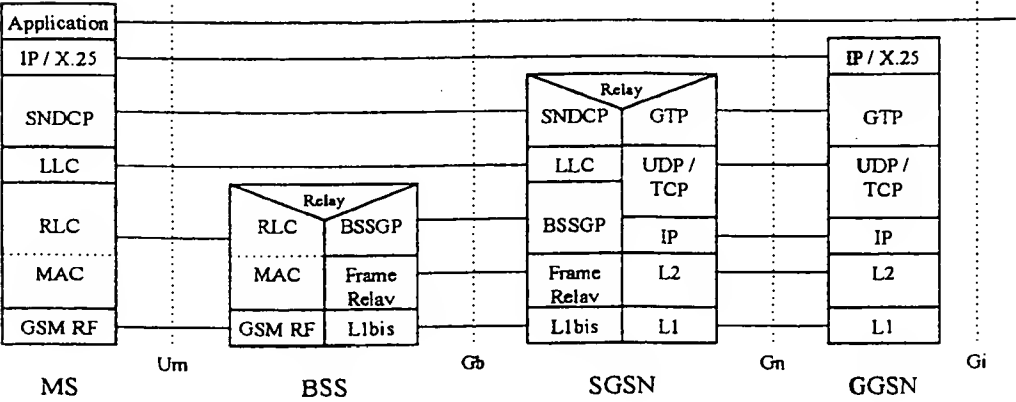 Application
IP / X.25
IP / X.25
Relay
SNDCP
SNDCP
GTP
GTP
LLC
LLC
UDP /
TCP
UDP /
TCP
Relay
RLC
RLC
BSSGP
BSSGP
IP
IP
MAC
MAC
Frame
Relay
Frame
Relay
L2
L2
GSM RF
GSM RF
L1bis
L1bis
L1
L1
Um
Gb
Gn
Gi
MS
BSS
SGSN
GGSN